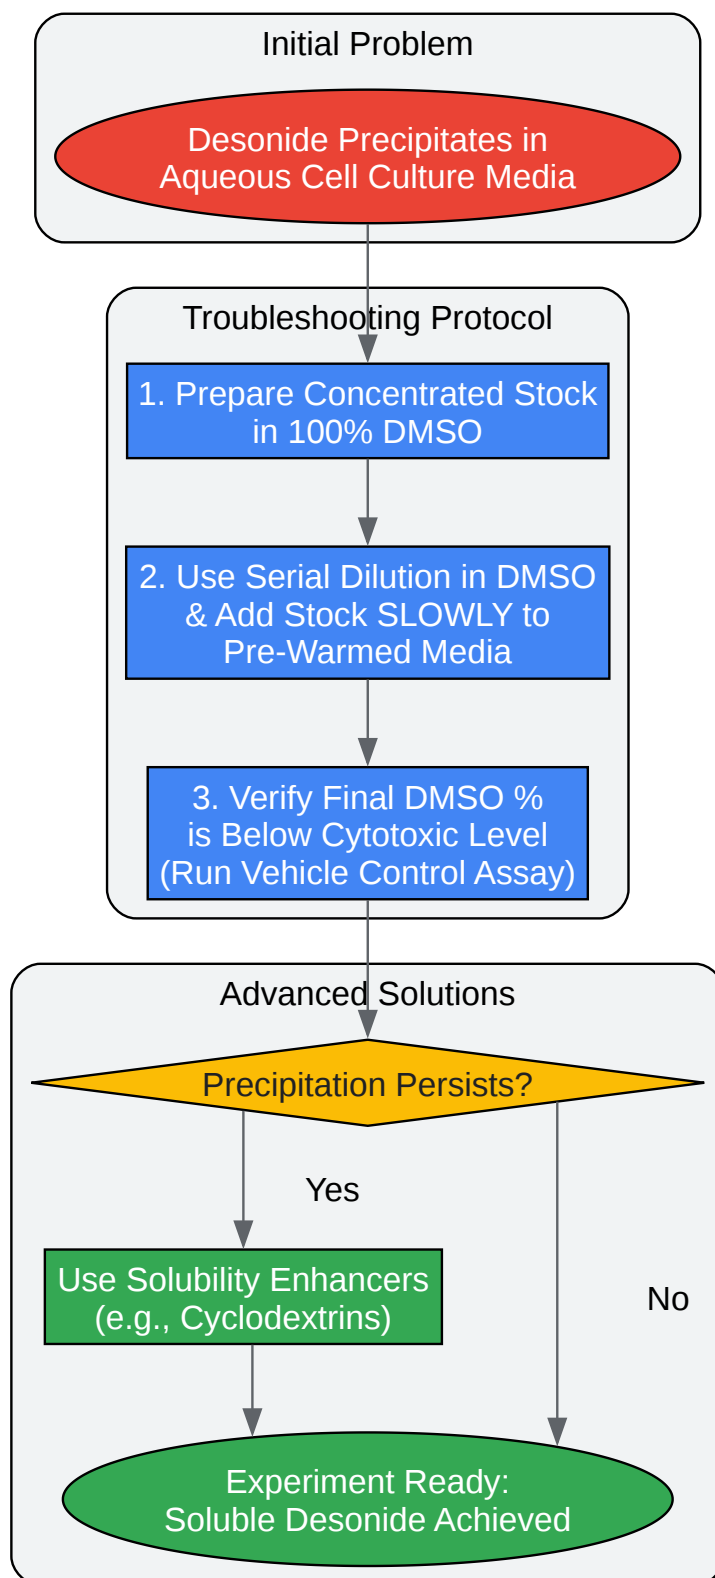 Initial Problem
Desonide Precipitates in
Aqueous Cell Culture Media
Troubleshooting Protocol
1. Prepare Concentrated Stock
in 100% DMSO
2. Use Serial Dilution in DMSO
& Add Stock SLOWLY to
Pre-Warmed Media
3. Verify Final DMSO %
is Below Cytotoxic Level
(Run Vehicle Control Assay)
Advanced Solutions
Precipitation Persists?
Yes
Use Solubility Enhancers
(e.g., Cyclodextrins)
No
Experiment Ready:
Soluble Desonide Achieved